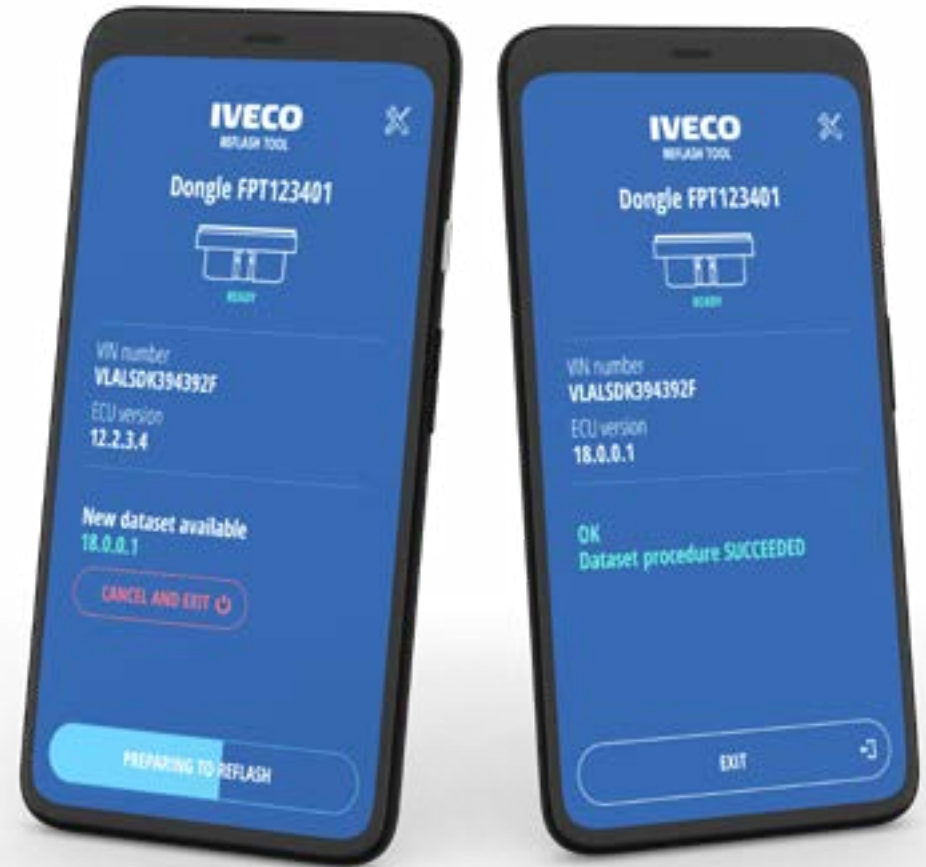 IVECO
REFLASH TOOL
Dongle FPT123401
READY
VIN number
VLALSDK394392F
ECU version
12.2.3.4
New dataset available
18.0.0.1
CANCEL AND EXIT
PREPARING TO REFLASH
IVECO
REFLASH TOOL
Dongle FPT123401
READY
VIN number
VLALSDK394392F
ECU version
18.0.0.1
OK
Dataset procedure SUCCEEDED
EXIT